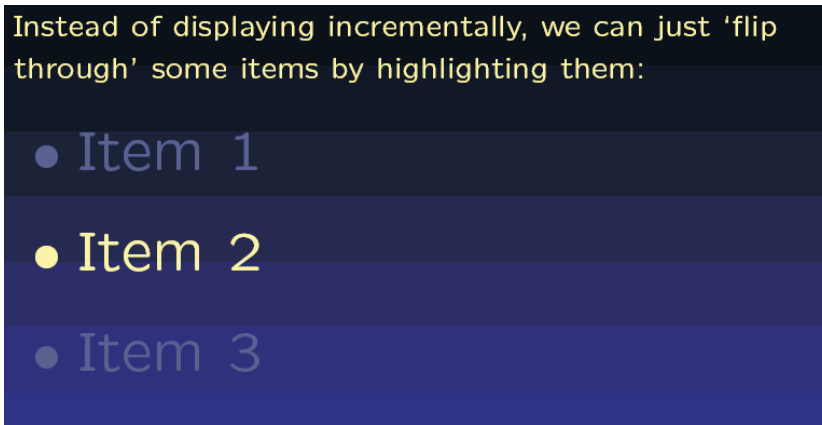 Instead of displaying incrementally, we can just ‘flip
through’ some items by highlighting them:
• Item 1
• Item 2
• Item 3